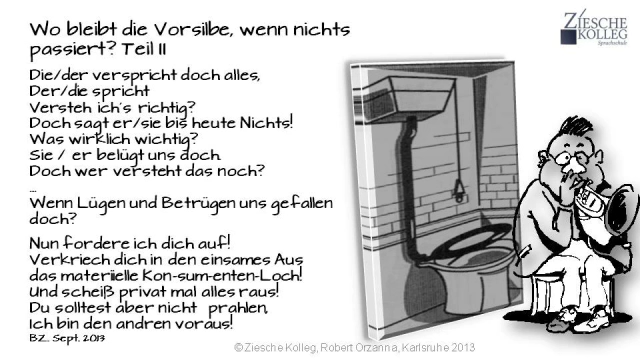 Wo bleibt die Vorsilbe, wenn nichts
passiert? Teil II
ZIESCHE
KOLLEG
Sprachschule
Die/der verspricht doch alles,
Der/die spricht
Versteh ich's richtig?
Doch sagt er/sie bis heute Nichts!
Was wirklich wichtig?
Sie / er belügt uns doch.
Doch wer versteht das noch?
...
Wenn Lügen und Betrügen uns gefallen
doch?
Nun fordere ich dich auf!
Verkriech dich in den einsames Aus
das materiielle Kon-sum-enten-Loch!
Und scheiß privat mal alles raus!
Du solltest aber nicht prahlen,
Ich bin den andren voraus!
BZ. Sept. 2013
©Ziesche Kolleg, Robert Orzanna, Karlsruhe 2013